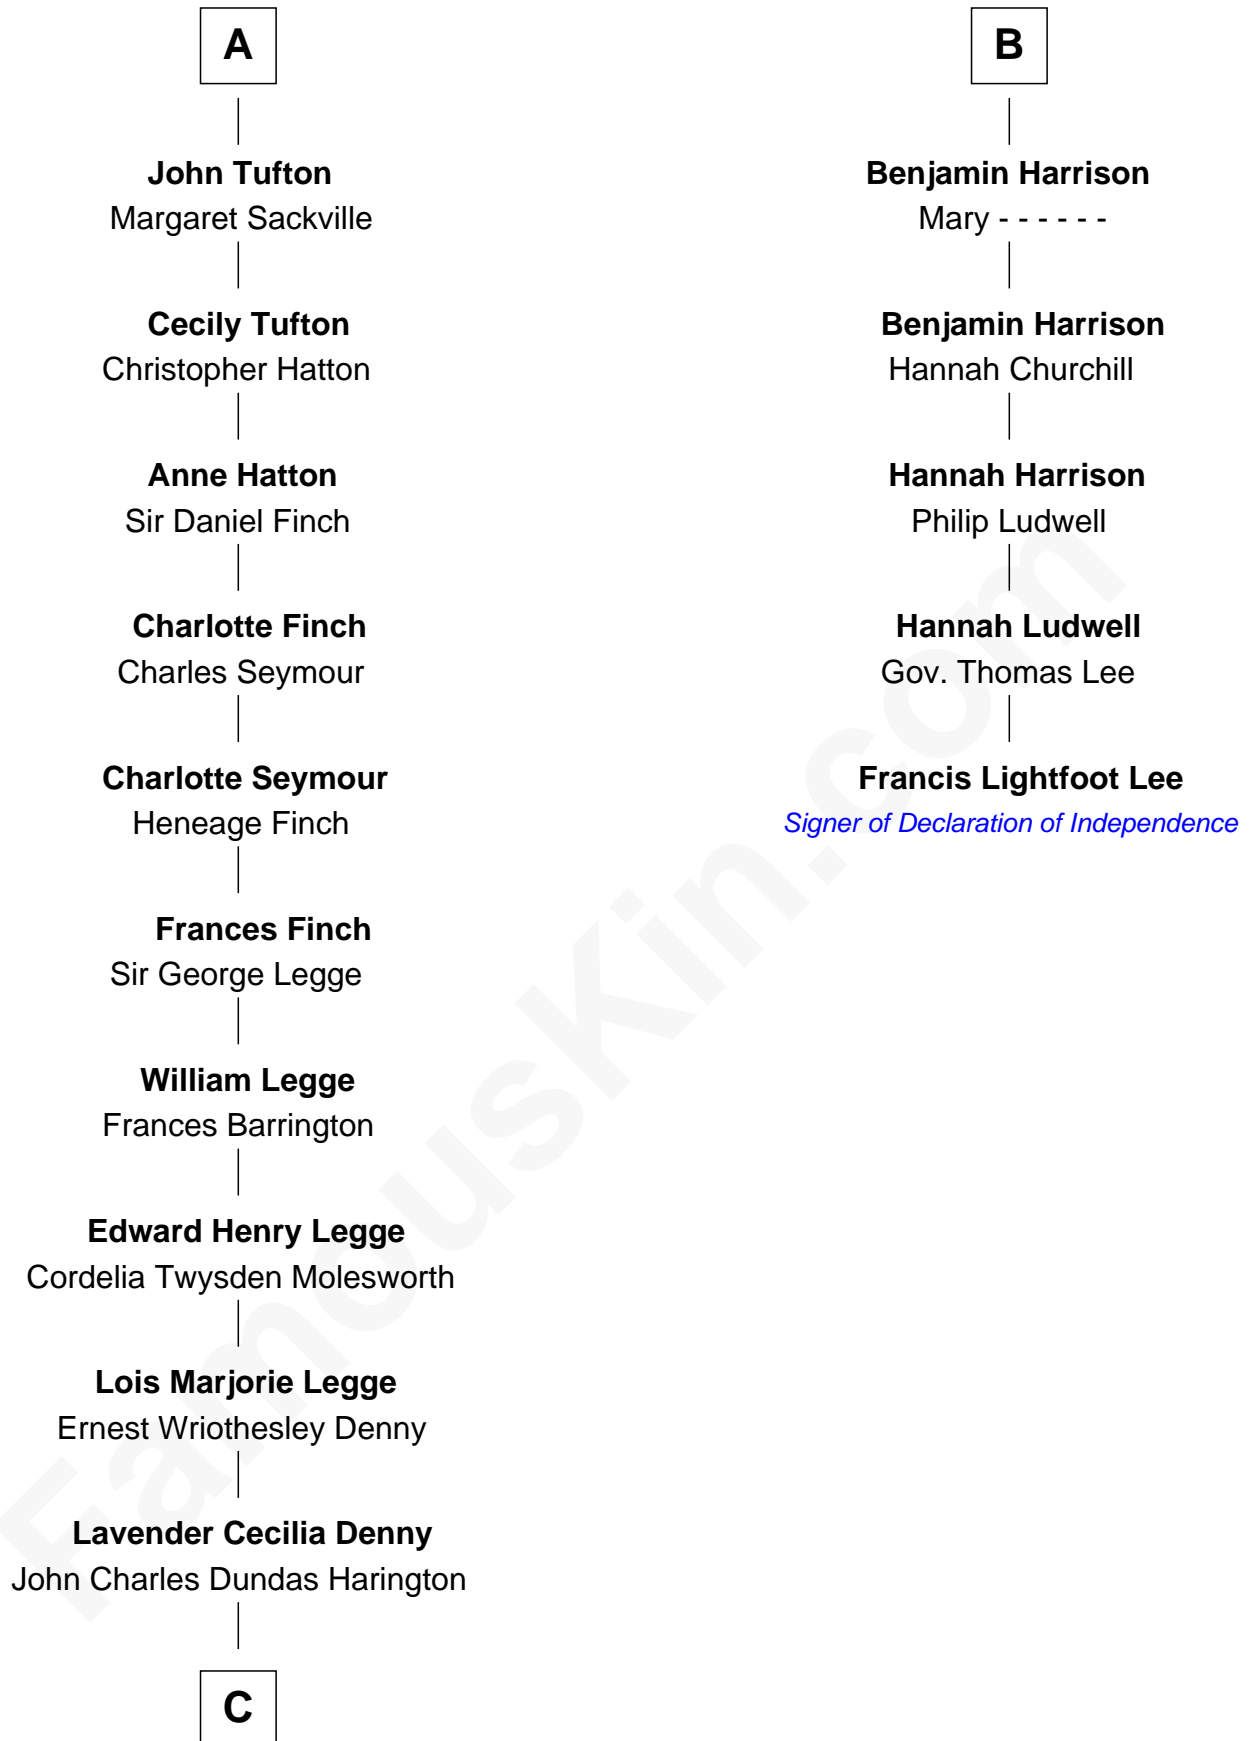 A
John Tufton
Margaret Sackville
Cecily Tufton
Christopher Hatton
Anne Hatton
Sir Daniel Finch
Charlotte Finch
Charles Seymour
Charlotte Seymour
Heneage Finch
Frances Finch
Sir George Legge
William Legge
Frances Barrington
Edward Henry Legge
Cordelia Twysden Molesworth
Lois Marjorie Legge
Ernest Wriothesley Denny
Lavender Cecilia Denny
John Charles Dundas Harington
C
B
Benjamin Harrison
Mary - - - - - -
Benjamin Harrison
Hannah Churchill
Hannah Harrison
Philip Ludwell
Hannah Ludwell
Gov. Thomas Lee
Francis Lightfoot Lee
Signer of Declaration of Independence
FamousKin.com